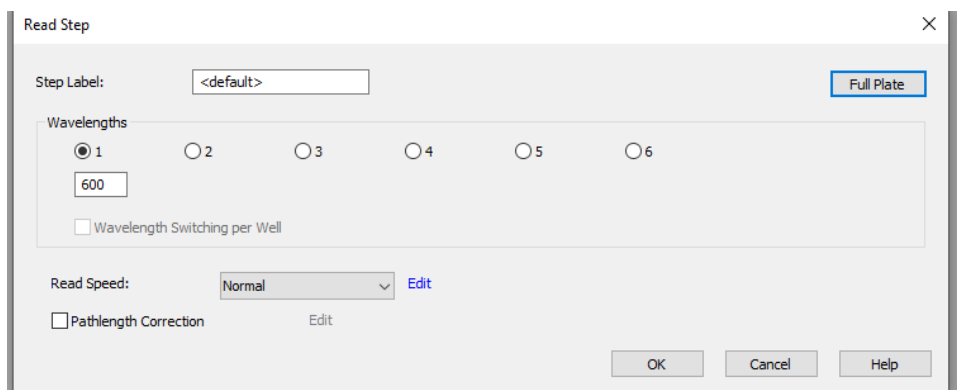 Read Step
Step Label: <default> Full Plate
Wavelengths
1 2 3 4 5 6
600
Wavelength Switching per Well
Read Speed: Normal Edit
Pathlength Correction Edit
OK Cancel Help